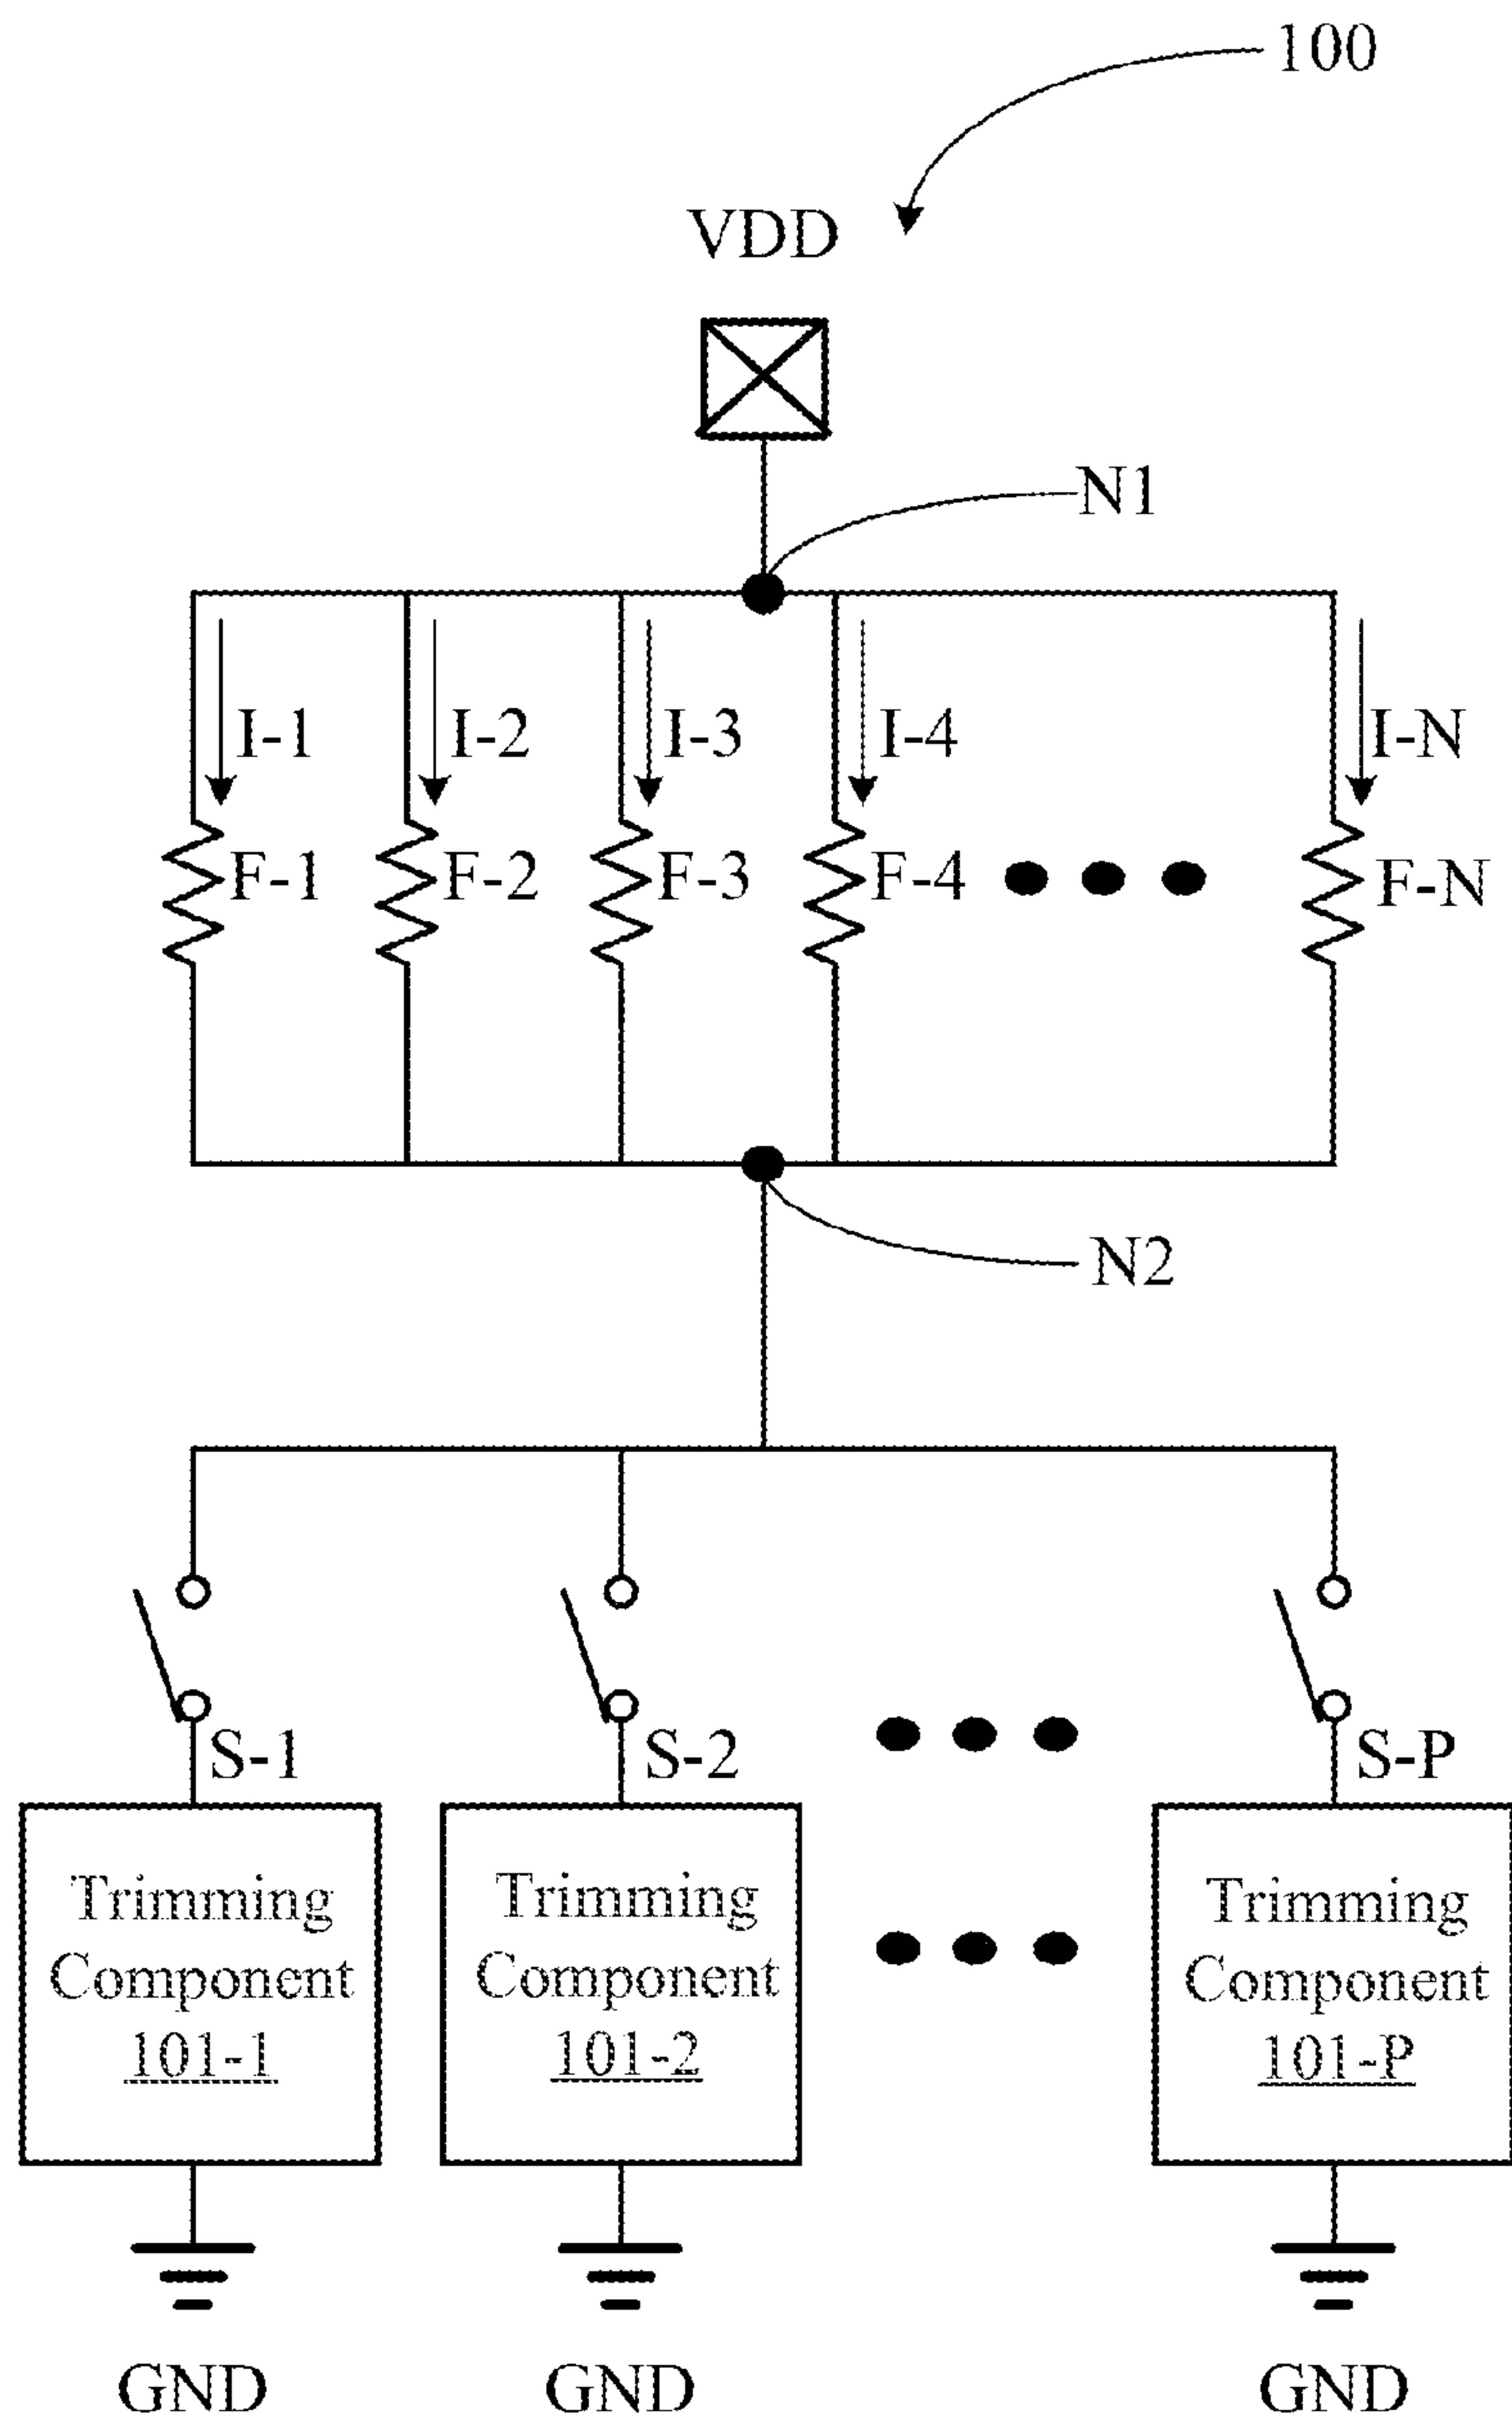 100
VDD
N1
I-1 I-2 I-3 I-4 I-N
F-1 F-2 F-3 F-4 F-N
N2
S-1 S-2 S-P
Trimming
Component
101-1
Trimming
Component
101-2
Trimming
Component
101-P
GND GND GND